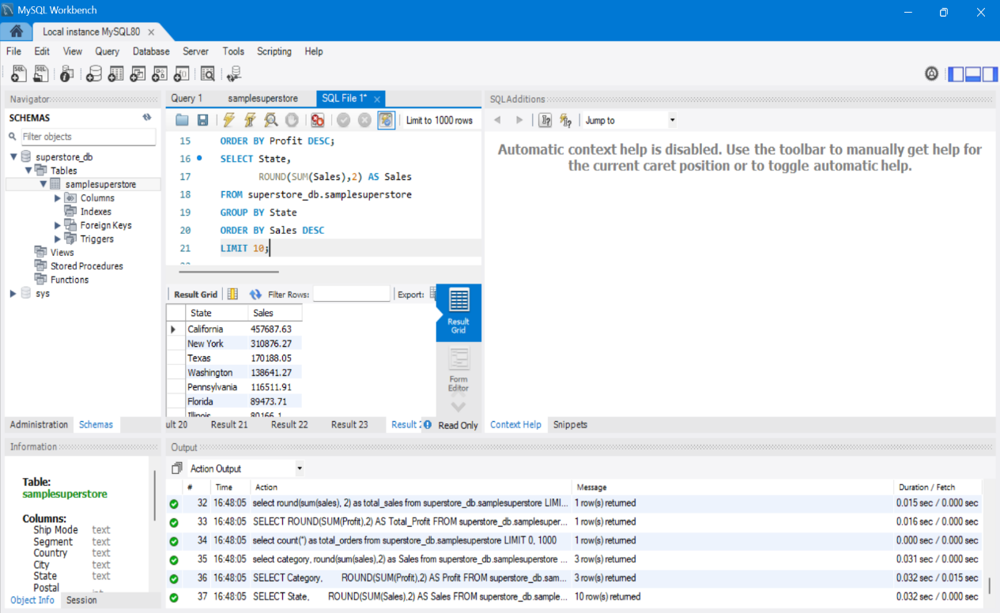 MySQL Workbench
Local instance MySQL80
File Edit View Query Database Server Tools Scripting Help
Navigator
SCHEMAS
Filter objects
superstore_db
Tables
samplesuperstore
Columns
Indexes
Foreign Keys
Triggers
Views
Stored Procedures
Functions
sys
Administration Schemas
Query 1 samplesuperstore SQL File 1*
Limit to 1000 rows
15 ORDER BY Profit DESC;
16 SELECT State,
17 ROUND(SUM(Sales),2) AS Sales
18 FROM superstore_db.samplesuperstore
19 GROUP BY State
20 ORDER BY Sales DESC
21 LIMIT 10;
Result Grid Filter Rows: Export:
State Sales
California 457687.63
New York 310876.27
Texas 170188.05
Washington 138641.27
Pennsylvania 116511.91
Florida 89473.71
Illinois 80166.1
Result Grid
Form Editor
ult 20 Result 21 Result 22 Result 23 Result 2 Read Only
SQLAdditions
Jump to
Automatic context help is disabled. Use the toolbar to manually get help for
the current caret position or to toggle automatic help.
Context Help Snippets
Information
Table:
samplesuperstore
Columns:
Ship Mode text
Segment text
Country text
City text
State text
Postal
Object Info Session
Output
Action Output
# Time Action Message Duration / Fetch
32 16:48:05 select round(sum(sales), 2) as total_sales from superstore_db.samplesuperstore LIMI... 1 row(s) returned 0.015 sec / 0.000 sec
33 16:48:05 SELECT ROUND(SUM(Profit),2) AS Total_Profit FROM superstore_db.samplesuper... 1 row(s) returned 0.016 sec / 0.000 sec
34 16:48:05 select count(*) as total_orders from superstore_db.samplesuperstore LIMIT 0, 1000 1 row(s) returned 0.000 sec / 0.000 sec
35 16:48:05 select category, round(sum(sales),2) as Sales from superstore_db.samplesuperstore ... 3 row(s) returned 0.031 sec / 0.000 sec
36 16:48:05 SELECT Category, ROUND(SUM(Profit),2) AS Profit FROM superstore_db.sam... 3 row(s) returned 0.032 sec / 0.015 sec
37 16:48:05 SELECT State, ROUND(SUM(Sales),2) AS Sales FROM superstore_db.sample... 10 row(s) returned 0.032 sec / 0.000 sec